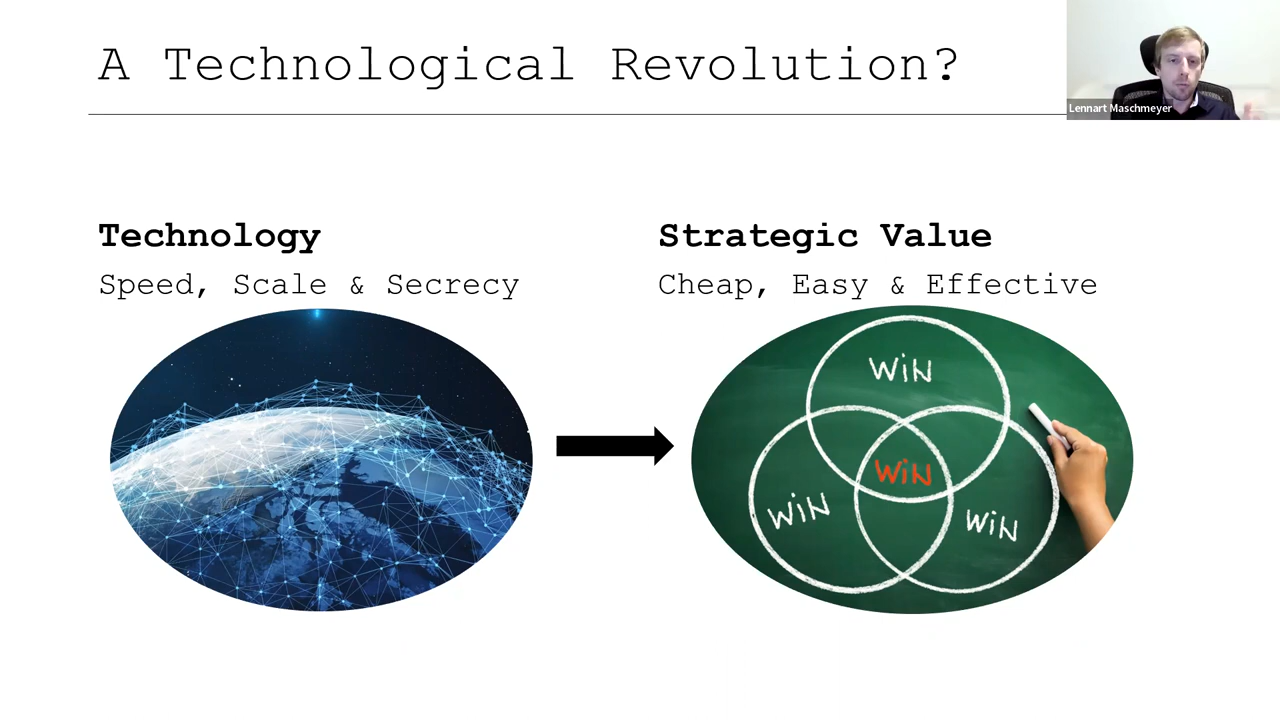 A Technological Revolution?
Lennart Maschmeyer
Technology
Speed, Scale & Secrecy
Strategic Value
Cheap, Easy & Effective
WiN
WiN
WiN
WiN